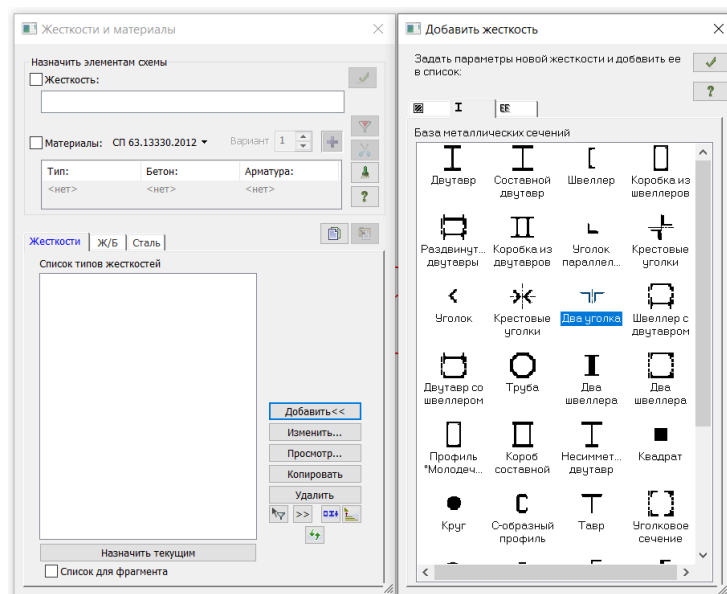 Жесткости и материалы
Назначить элементам схемы
Жесткость:
Материалы: СП 63.13330.2012 Вариант 1
Тип: Бетон: Арматура:
<нет> <нет> <нет>
?
Жесткости Ж/Б Сталь
Список типов жесткостей
Добавить<<
Изменить...
Просмотр...
Копировать
Удалить
>>
Назначить текущим
Список для фрагмента
Добавить жесткость
Задать параметры новой жесткости и добавить ее
в список:
?
База металлических сечений
Двутавр Составной двутавр Швеллер Коробка из швеллеров
Раздвинут... двутавры Коробка из двутавров Уголок параллел... Крестовые уголки
Уголок Крестовые уголки Два уголка Швеллер с двутавром
Двутавр со швеллером Труба Два швеллера Два швеллера
Профиль "Молодеч... Короб составной Несиммет... двутавр Квадрат
Круг С-образный профиль Тавр Уголковое сечение